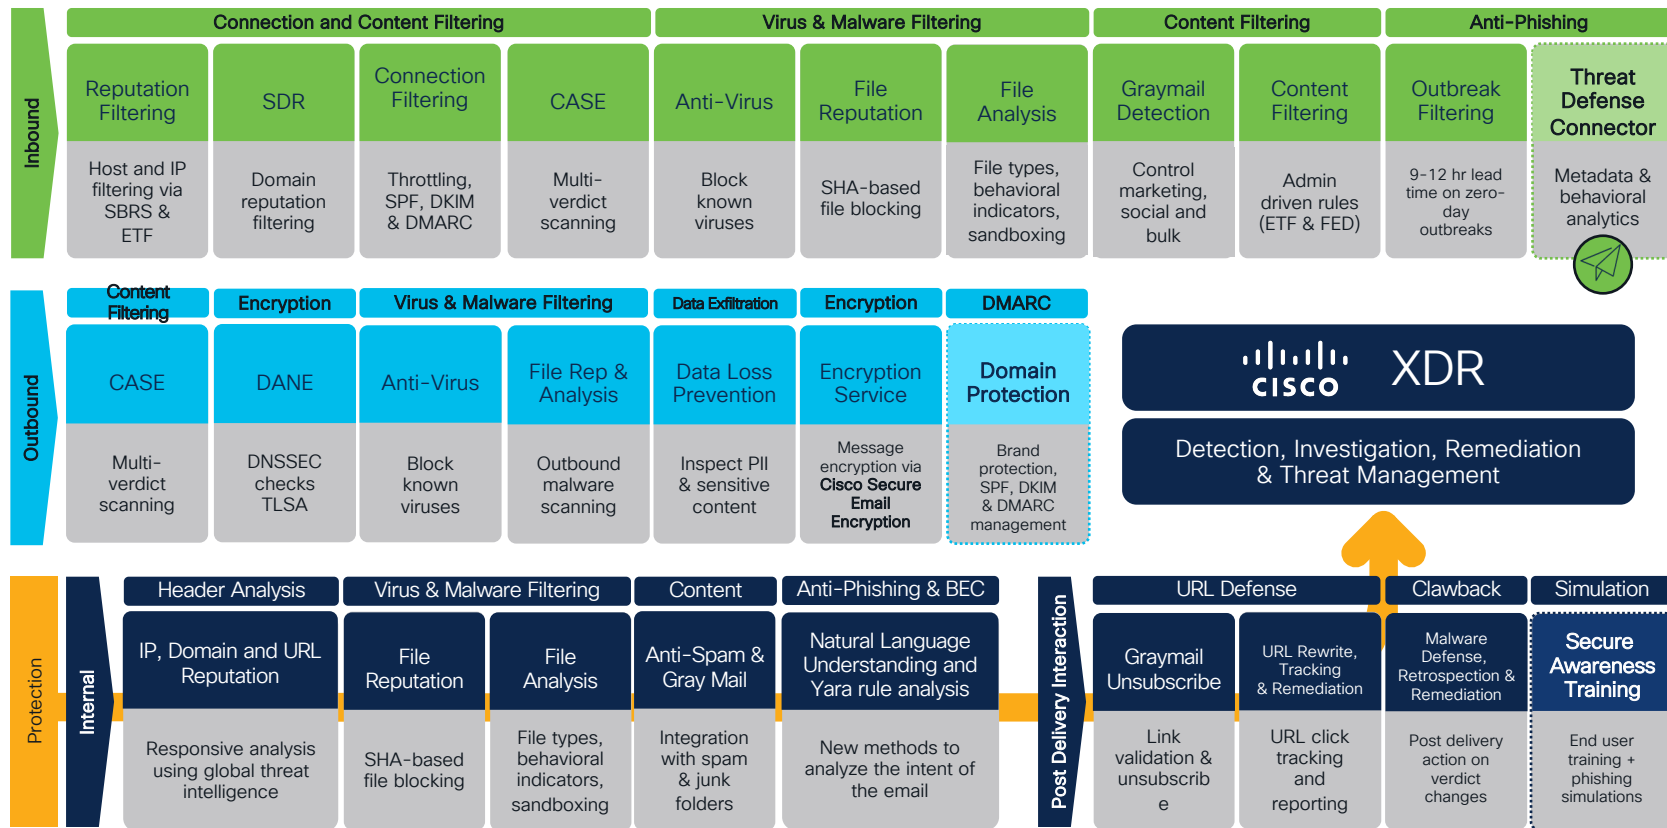 Inbound
Connection and Content Filtering
Virus & Malware Filtering
Content Filtering
Anti-Phishing
Reputation
Filtering
Host and IP
filtering via
SBRS &
ETF
SDR
Domain
reputation
filtering
Connection
Filtering
Throttling,
SPF, DKIM
& DMARC
CASE
Multi-
verdict
scanning
Anti-Virus
Block
known
viruses
File
Reputation
SHA-based
file blocking
File
Analysis
File types,
behavioral
indicators,
sandboxing
Graymail
Detection
Control
marketing,
social and
bulk
Content
Filtering
Admin
driven rules
(ETF & FED)
Outbreak
Filtering
9-12 hr lead
time on zero-
day
outbreaks
Threat
Defense
Connector
Metadata &
behavioral
analytics
Outbound
Content
Filtering
Encryption
Virus & Malware Filtering
Data Exfiltration
Encryption
DMARC
CASE
Multi-
verdict
scanning
DANE
DNSSEC
checks
TLSA
Anti-Virus
Block
known
viruses
File Rep &
Analysis
Outbound
malware
scanning
Data Loss
Prevention
Inspect PII
& sensitive
content
Encryption
Service
Message
encryption via
Cisco Secure
Email
Encryption
Domain
Protection
Brand
protection,
SPF, DKIM
& DMARC
management
CISCO XDR
Detection, Investigation, Remediation
& Threat Management
Protection
Internal
Header Analysis
Virus & Malware Filtering
Content
Anti-Phishing & BEC
IP, Domain and URL
Reputation
Responsive analysis
using global threat
intelligence
File
Reputation
SHA-based
file blocking
File
Analysis
File types,
behavioral
indicators,
sandboxing
Anti-Spam &
Gray Mail
Integration
with spam
& junk
folders
Natural Language
Understanding and
Yara rule analysis
New methods to
analyze the intent of
the email
Post Delivery Interaction
URL Defense
Clawback
Simulation
Graymail
Unsubscribe
Link
validation &
unsubscrib
e
URL Rewrite,
Tracking
& Remediation
URL click
tracking
and
reporting
Malware
Defense,
Retrospection &
Remediation
Post delivery
action on
verdict
changes
Secure
Awareness
Training
End user
training +
phishing
simulations